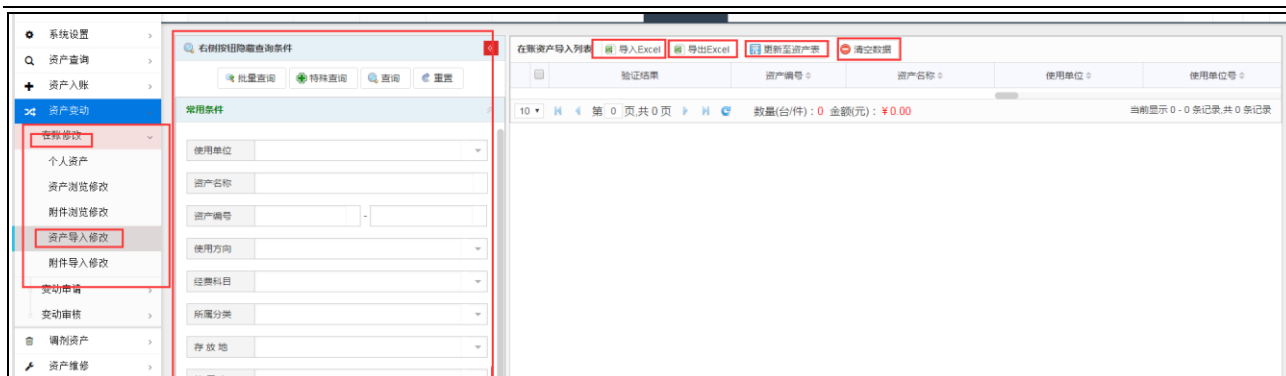 系统设置
资产查询
资产入账
资产变动
在账修改
个人资产
资产浏览修改
附件浏览修改
资产导入修改
附件导入修改
变动申请
变动审核
调剂资产
资产维修
右侧按钮隐藏查询条件
批量查询 特殊查询 查询 重置
常用条件
使用单位
资产名称
资产编号 -
使用方向
经费科目
所属分类
存 放 地
在账资产导入列表 导入Excel 导出Excel 更新至资产表 清空数据
验证结果 资产编号 资产名称 使用单位 使用单位号
10 第 0 页,共 0 页 数量(台/件)：0 金额(元)：￥0.00 当前显示 0 - 0 条记录,共 0 条记录